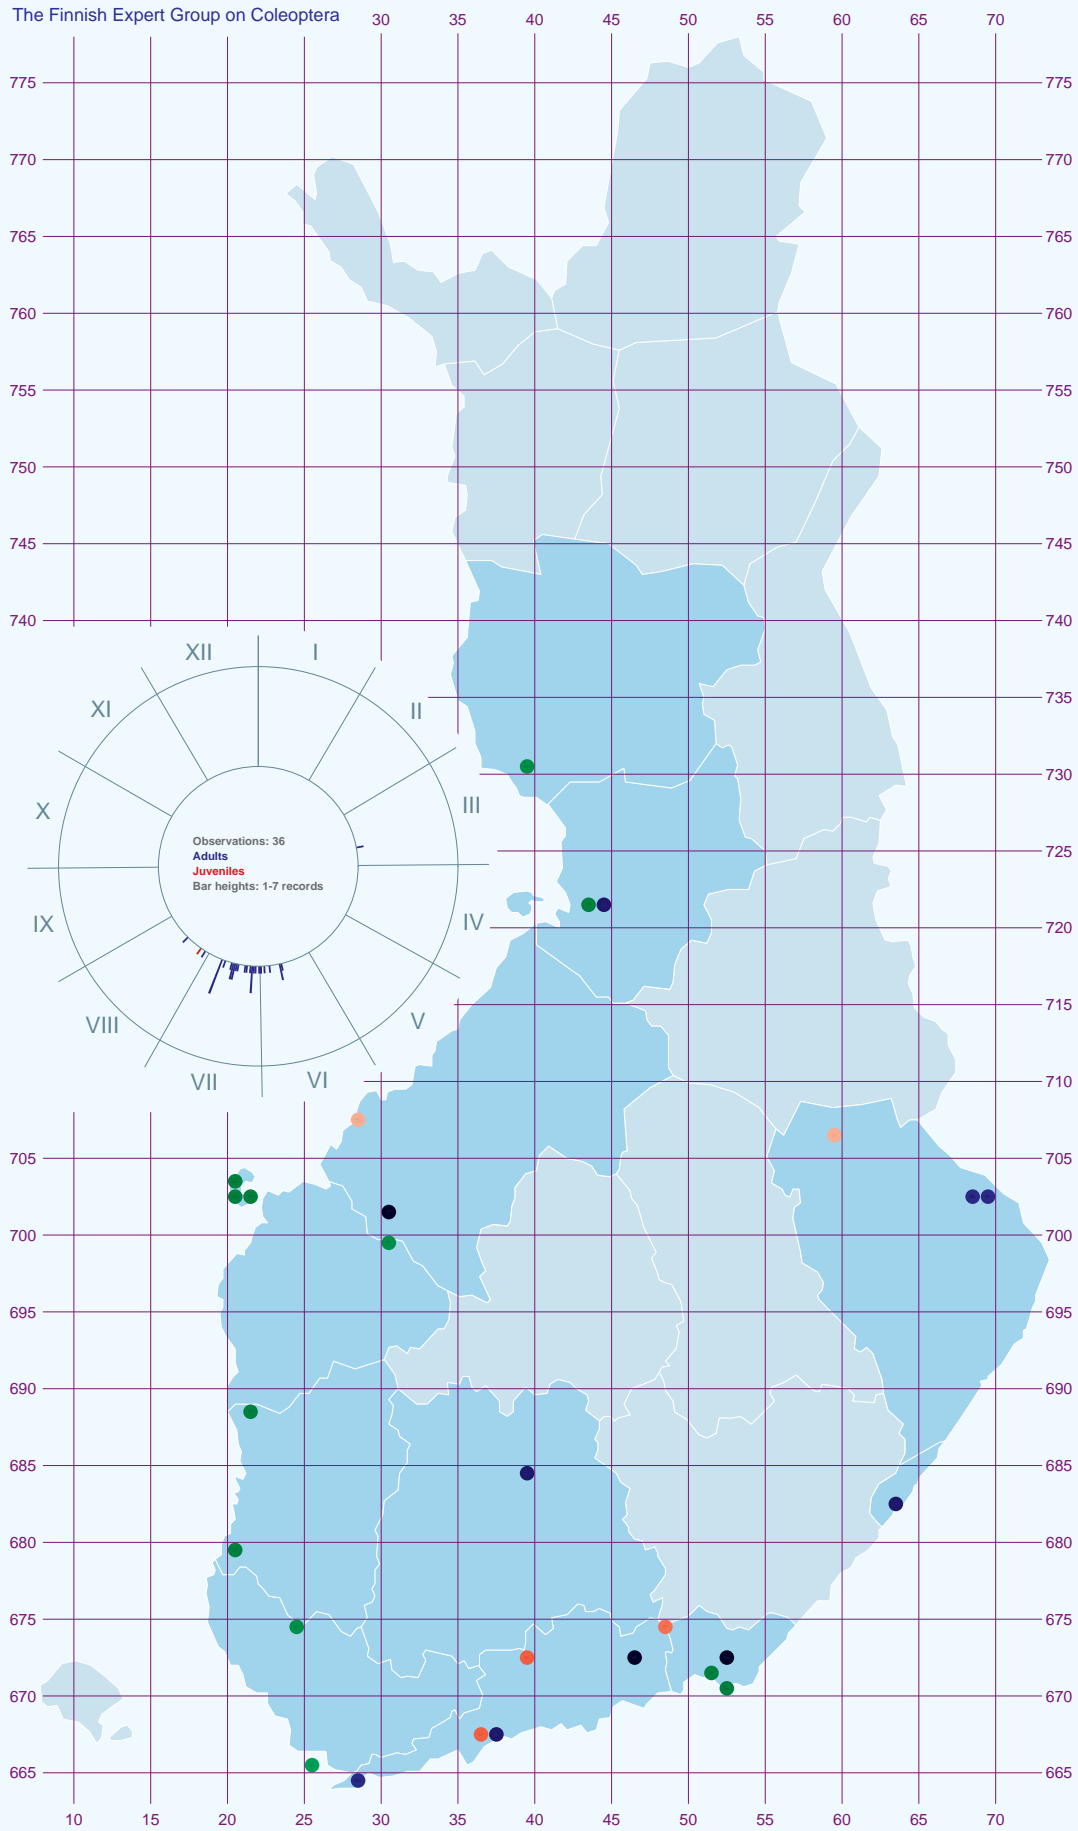 The Finnish Expert Group on Coleoptera
30 35 40 45 50 55 60 65 70
775 775
770 770
765 765
760 760
755 755
750 750
745 745
740 740
XII I
XI II
735
730
X III
Observations: 36
Adults
Juveniles
Bar heights: 1-7 records
725
IX IV
720
715
VIII V
VII VI
710
705 705
700 700
695 695
690 690
685 685
680 680
675 675
670 670
665 665
10 15 20 25 30 35 40 45 50 55 60 65 70